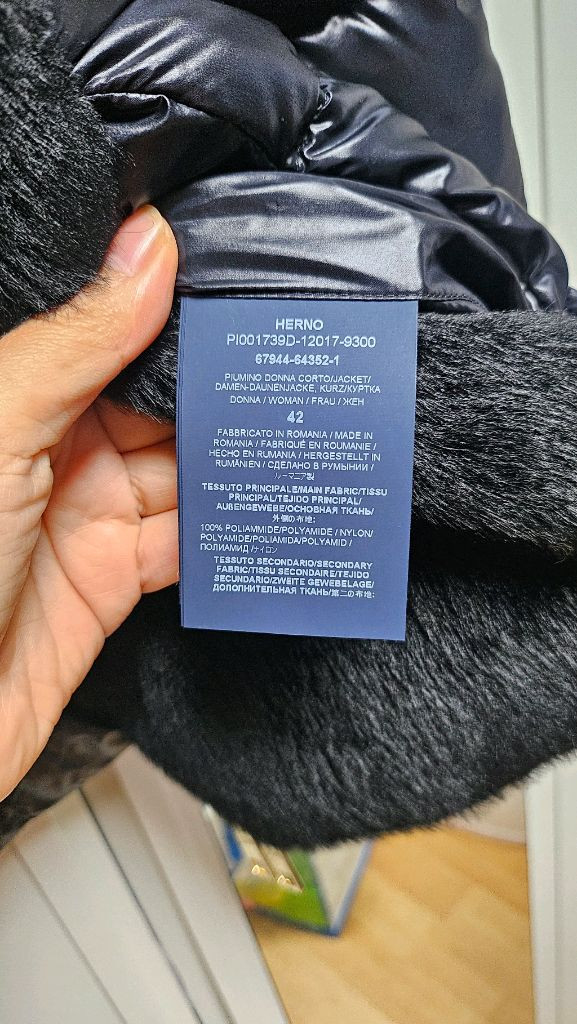 HERNO
PI001739D-12017-9300
67944-64352-1
PIUMINO DONNA CORTO/JACKET/
DAMEN-DAUNENJACKE, KURZ/КУРТКА
DONNA / WOMAN / FRAU / ЖЕН
42
FABBRICATO IN ROMANIA / MADE IN
ROMANIA / FABRIQUÉ EN ROUMANIE /
HECHO EN RUMANÍA / HERGESTELLT IN
RUMÄNIEN / СДЕЛАНО В РУМЫНИИ /
ルーマニア製
TESSUTO PRINCIPALE/MAIN FABRIC/TISSU
PRINCIPAL/TEJIDO PRINCIPAL/
AUßENGEWEBE/ОСНОВНАЯ ТКАНЬ/
外側の布地:
100% POLIAMMIDE/POLYAMIDE / NYLON/
POLYAMIDE/POLIAMIDA/POLYAMID /
ПОЛИАМИД /ナイロン
TESSUTO SECONDARIO/SECONDARY
FABRIC/TISSU SECONDAIRE/TEJIDO
SECUNDARIO/ZWEITE GEWEBELAGE/
ДОПОЛНИТЕЛЬНАЯ ТКАНЬ/第二の布地: